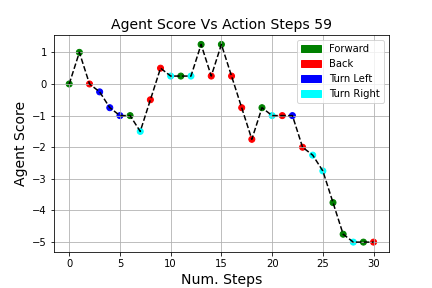 Agent Score Vs Action Steps 59
Forward
Back
Turn Left
Turn Right
Agent Score
1
0
−1
−2
−3
−4
−5
0 5 10 15 20 25 30
Num. Steps